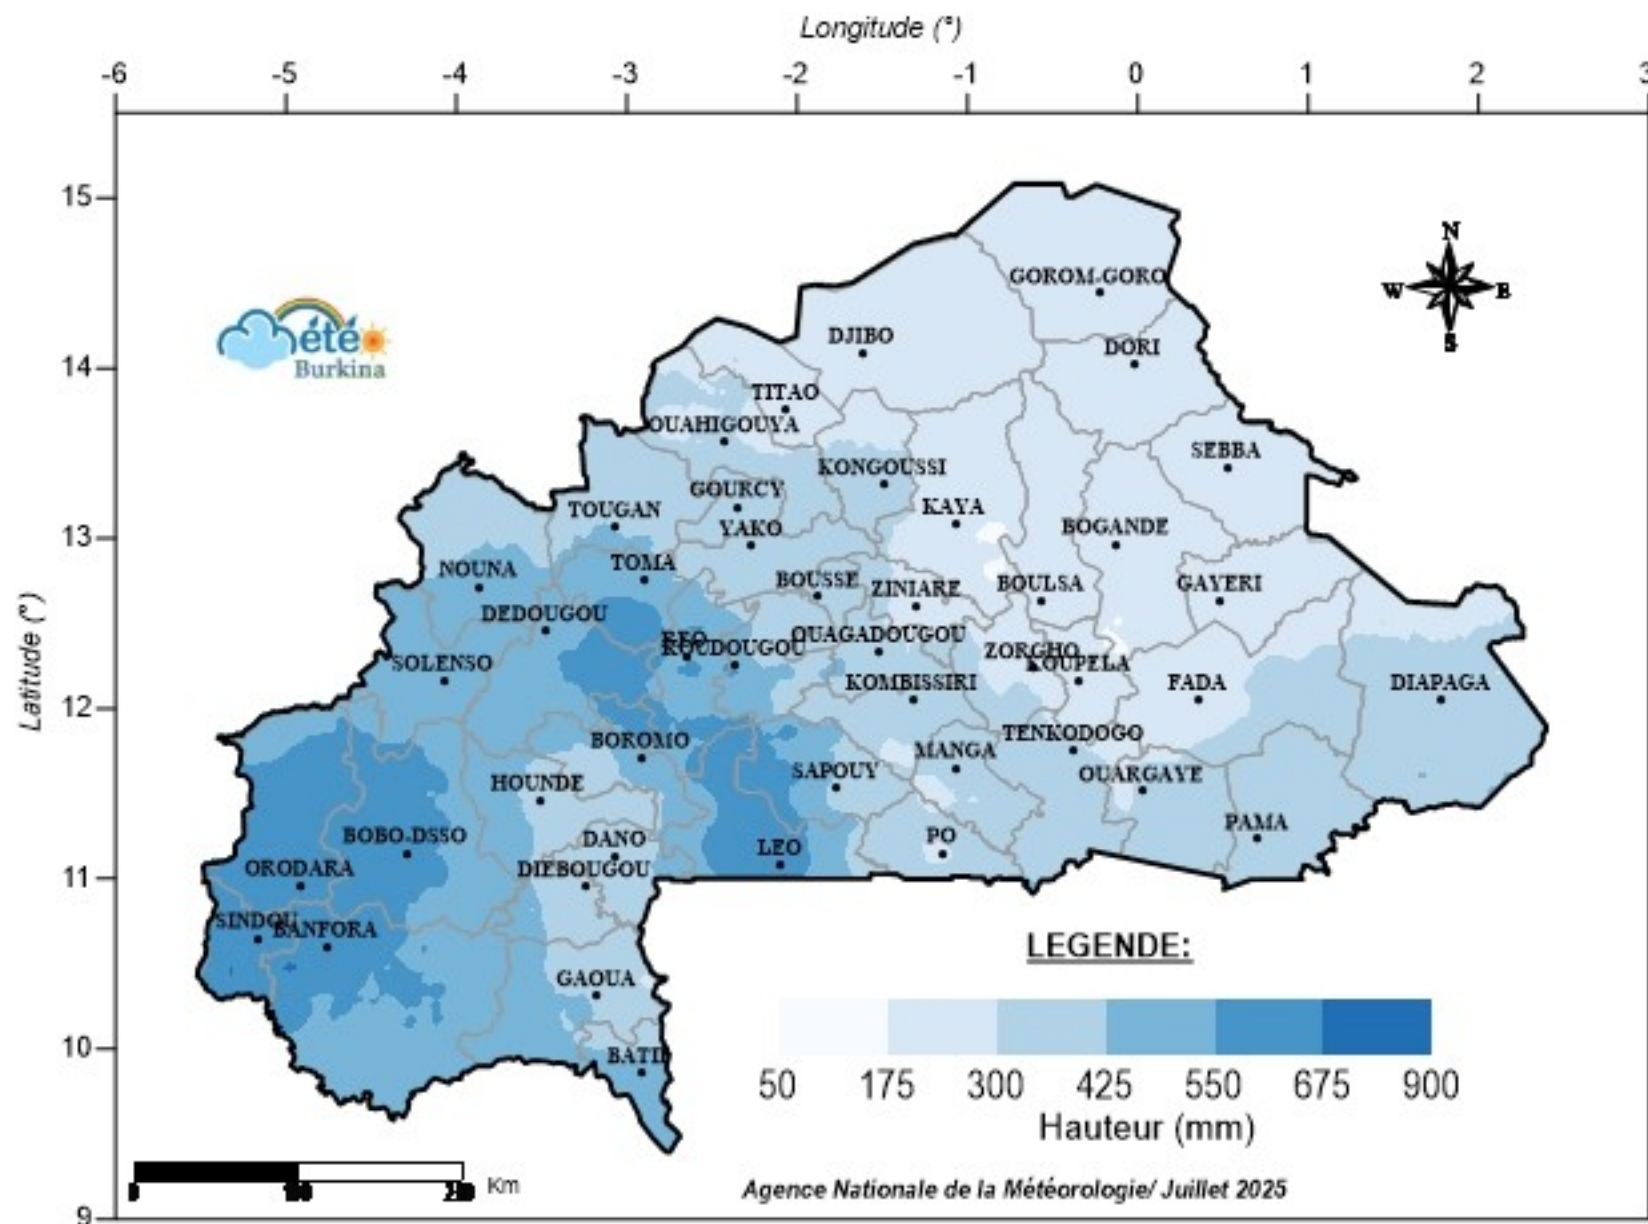 Longitude (°)
-6 -5 -4 -3 -2 -1 0 1 2 3
15
N
GOROM-GORO
W E
été
DJIBO
S
DORI
Burkina
14
TITAO
OUAHIGOUYA
SEBBA
KONGOUSSI
GOURCY
KAYA
TOUGAN
YAKO
BOGANDE
13
TOMA
NOUNA
BOUSSE
ZINIARE
BOULSA
GAYERI
DEDOUGOU
Latitude (°)
OUAGADOUGOU
KOUDOUGOU
ZORGHO
SOLENSO
KOUPELA
KOMBISSIRI
FADA
DIAPAGA
12
TENKODOGO
BOROMO
MANGA
SAPOUY
OUARGAYE
HOUNDE
PAMA
BOBO-DSSO
DANO
PO
LEO
ORODARA
DIEBOUGOU
11
SINDOU
BANFORA
LEGENDE:
GAOUA
10
BATI
50 175 300 425 550 675 900
Hauteur (mm)
0
Km
Agence Nationale de la Météorologie/ Juillet 2025
9